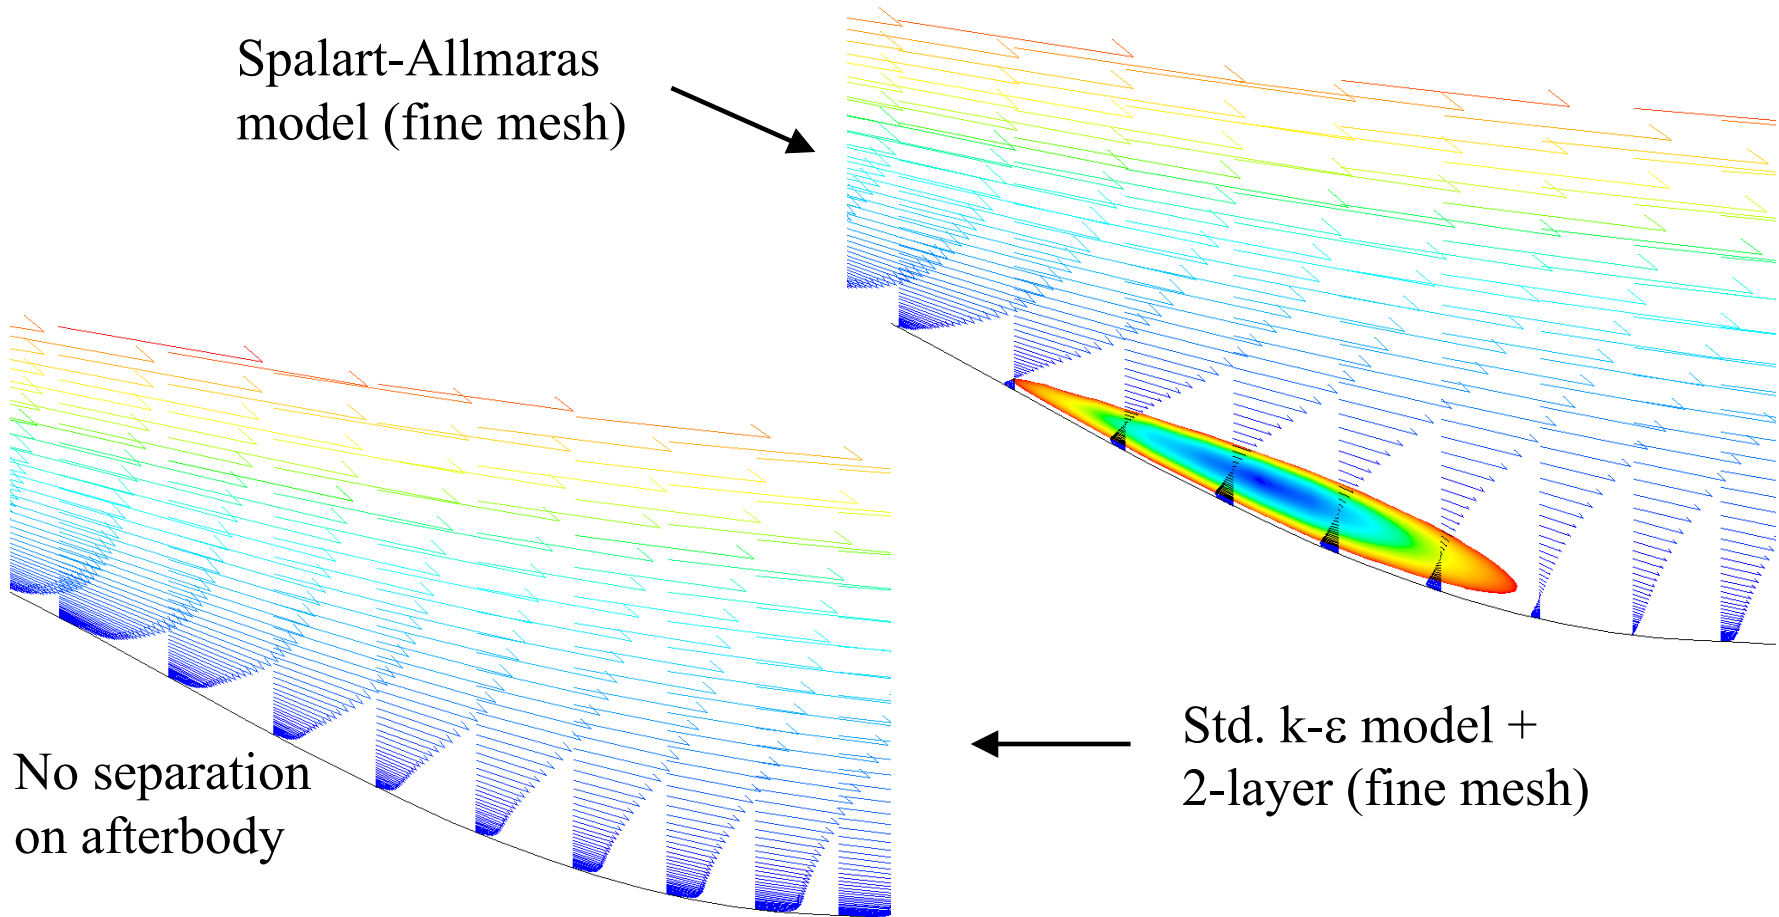 Spalart-Allmaras
model (fine mesh)
Std. k-ε model +
2-layer (fine mesh)
No separation
on afterbody